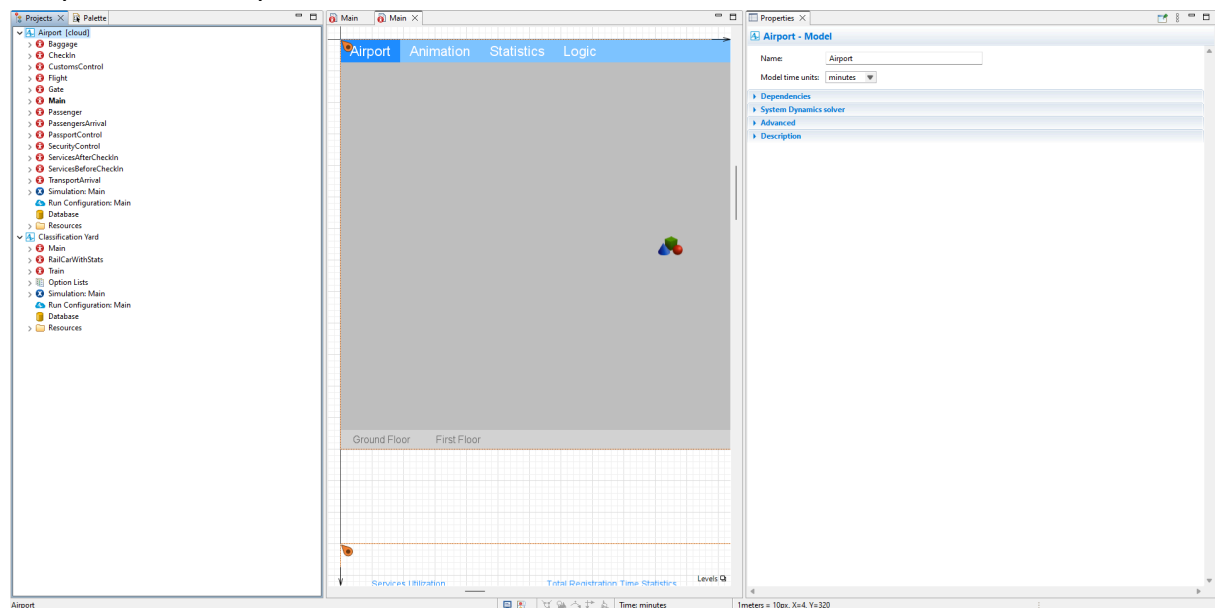 Projects
Palette
Airport [cloud]
Baggage
CheckIn
CustomsControl
Flight
Gate
Main
Passenger
PassengersArrival
PassportControl
SecurityControl
ServicesAfterCheckIn
ServicesBeforeCheckIn
TransportArrival
Simulation: Main
Run Configuration: Main
Database
Resources
Classification Yard
Main
RailCarWithStats
Train
Option Lists
Simulation: Main
Run Configuration: Main
Database
Resources
Main
Main
Airport
Animation
Statistics
Logic
Ground Floor
First Floor
Services Utilization
Total Registration Time Statistics
Levels
Properties
Airport - Model
Name:
Airport
Model time units:
minutes
Dependencies
System Dynamics solver
Advanced
Description
Airport
Time: minutes
1meters = 10px. X=4, Y=320